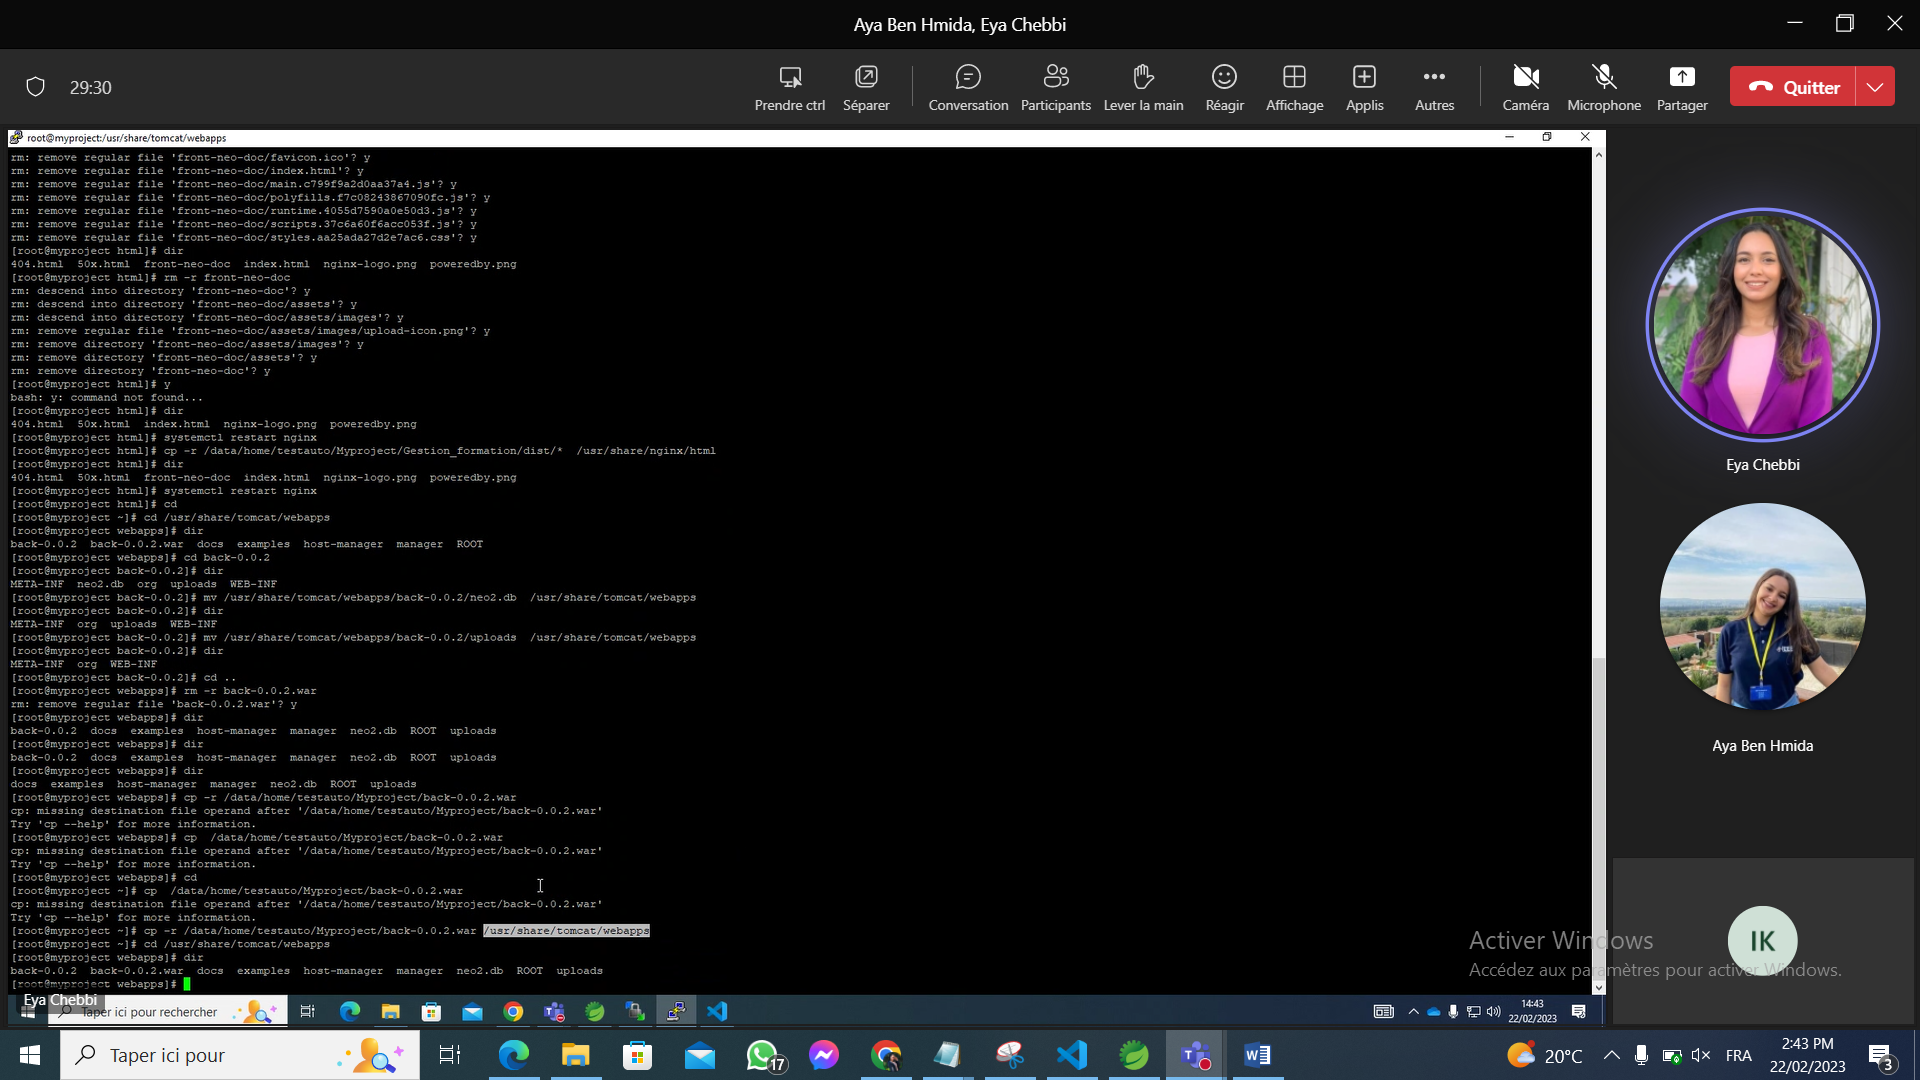 Aya Ben Hmida, Eya Chebbi
29:30
Prendre ctrl
Séparer
Conversation
Participants
Lever la main
Réagir
Affichage
Applis
Autres
Caméra
Microphone
Partager
Quitter
root@myproject:/usr/share/tomcat/webapps
rm: remove regular file 'front-neo-doc/favicon.ico'? y
rm: remove regular file 'front-neo-doc/index.html'? y
rm: remove regular file 'front-neo-doc/main.c799f9a2d0aa37a4.js'? y
rm: remove regular file 'front-neo-doc/polyfills.f7c08243867090fc.js'? y
rm: remove regular file 'front-neo-doc/runtime.4055d7590a0e50d3.js'? y
rm: remove regular file 'front-neo-doc/scripts.37c6a60f6acc053f.js'? y
rm: remove regular file 'front-neo-doc/styles.aa25ada27d2e7ac6.css'? y
[root@myproject html]# dir
404.html  50x.html  front-neo-doc  index.html  nginx-logo.png  poweredby.png
[root@myproject html]# rm -r front-neo-doc
rm: descend into directory 'front-neo-doc'? y
rm: descend into directory 'front-neo-doc/assets'? y
rm: descend into directory 'front-neo-doc/assets/images'? y
rm: remove regular file 'front-neo-doc/assets/images/upload-icon.png'? y
rm: remove directory 'front-neo-doc/assets/images'? y
rm: remove directory 'front-neo-doc/assets'? y
rm: remove directory 'front-neo-doc'? y
[root@myproject html]# y
bash: y: command not found...
[root@myproject html]# dir
404.html  50x.html  index.html  nginx-logo.png  poweredby.png
[root@myproject html]# systemctl restart nginx
[root@myproject html]# cp -r /data/home/testauto/Myproject/Gestion_formation/dist/*  /usr/share/nginx/html
[root@myproject html]# dir
404.html  50x.html  front-neo-doc  index.html  nginx-logo.png  poweredby.png
[root@myproject html]# systemctl restart nginx
[root@myproject html]# cd
[root@myproject ~]# cd /usr/share/tomcat/webapps
[root@myproject webapps]# dir
back-0.0.2  back-0.0.2.war  docs  examples  host-manager  manager  ROOT
[root@myproject webapps]# cd back-0.0.2
[root@myproject back-0.0.2]# dir
META-INF  neo2.db  org  uploads  WEB-INF
[root@myproject back-0.0.2]# mv /usr/share/tomcat/webapps/back-0.0.2/neo2.db  /usr/share/tomcat/webapps
[root@myproject back-0.0.2]# dir
META-INF  org  uploads  WEB-INF
[root@myproject back-0.0.2]# mv /usr/share/tomcat/webapps/back-0.0.2/uploads  /usr/share/tomcat/webapps
[root@myproject back-0.0.2]# dir
META-INF  org  WEB-INF
[root@myproject back-0.0.2]# cd ..
[root@myproject webapps]# rm -r back-0.0.2.war
rm: remove regular file 'back-0.0.2.war'? y
[root@myproject webapps]# dir
back-0.0.2  docs  examples  host-manager  manager  neo2.db  ROOT  uploads
[root@myproject webapps]# dir
back-0.0.2  docs  examples  host-manager  manager  neo2.db  ROOT  uploads
[root@myproject webapps]# dir
docs  examples  host-manager  manager  neo2.db  ROOT  uploads
[root@myproject webapps]# cp -r /data/home/testauto/Myproject/back-0.0.2.war
cp: missing destination file operand after '/data/home/testauto/Myproject/back-0.0.2.war'
Try 'cp --help' for more information.
[root@myproject webapps]# cp  /data/home/testauto/Myproject/back-0.0.2.war
cp: missing destination file operand after '/data/home/testauto/Myproject/back-0.0.2.war'
Try 'cp --help' for more information.
[root@myproject webapps]# cd
[root@myproject ~]# cp  /data/home/testauto/Myproject/back-0.0.2.war
cp: missing destination file operand after '/data/home/testauto/Myproject/back-0.0.2.war'
Try 'cp --help' for more information.
[root@myproject ~]# cp -r /data/home/testauto/Myproject/back-0.0.2.war /usr/share/tomcat/webapps
[root@myproject ~]# cd /usr/share/tomcat/webapps
[root@myproject webapps]# dir
back-0.0.2  back-0.0.2.war  docs  examples  host-manager  manager  neo2.db  ROOT  uploads
[root@myproject webapps]#
Eya Chebbi
Aya Ben Hmida
IK
Activer Windows
Accédez aux paramètres pour activer Windows.
Eya Chebbi
Taper ici pour rechercher
14:43
22/02/2023
Taper ici pour
17
20°C
FRA
2:43 PM
22/02/2023
3